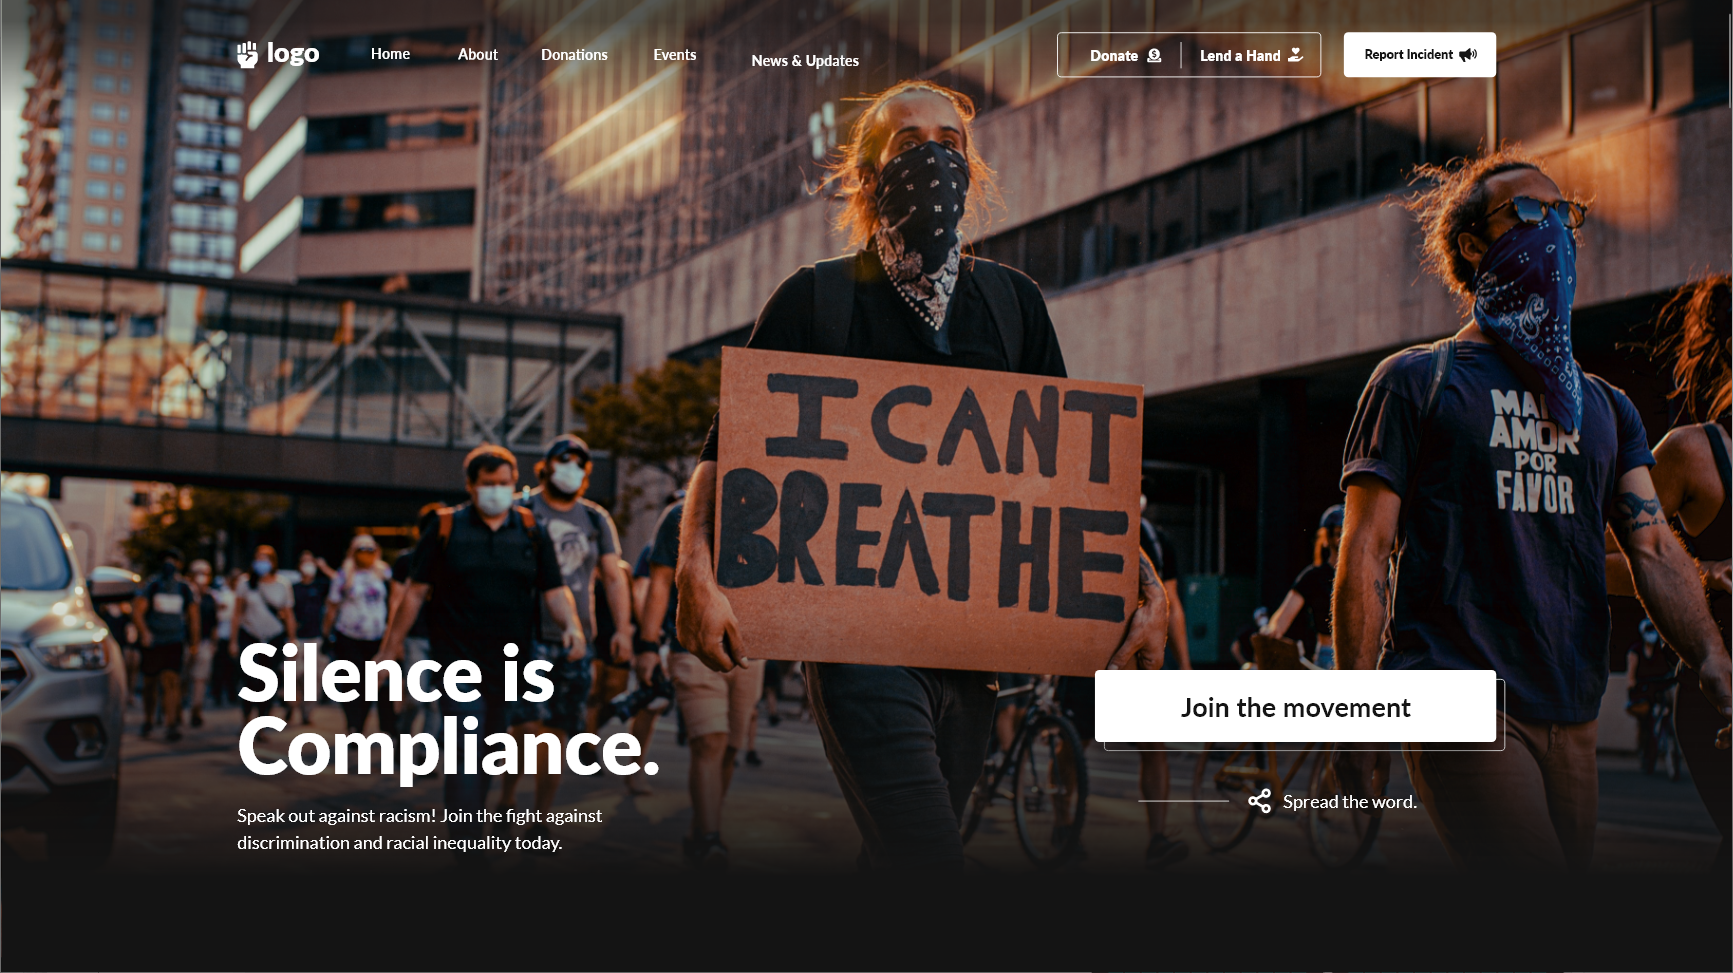 logo
Home
About
Donations
Events
News & Updates
Donate
Lend a Hand
Report Incident
I CANT
BREATHE
AMOR
POR
FAVOR
Silence is
Compliance.
Speak out against racism! Join the fight against
discrimination and racial inequality today.
Join the movement
Spread the word.